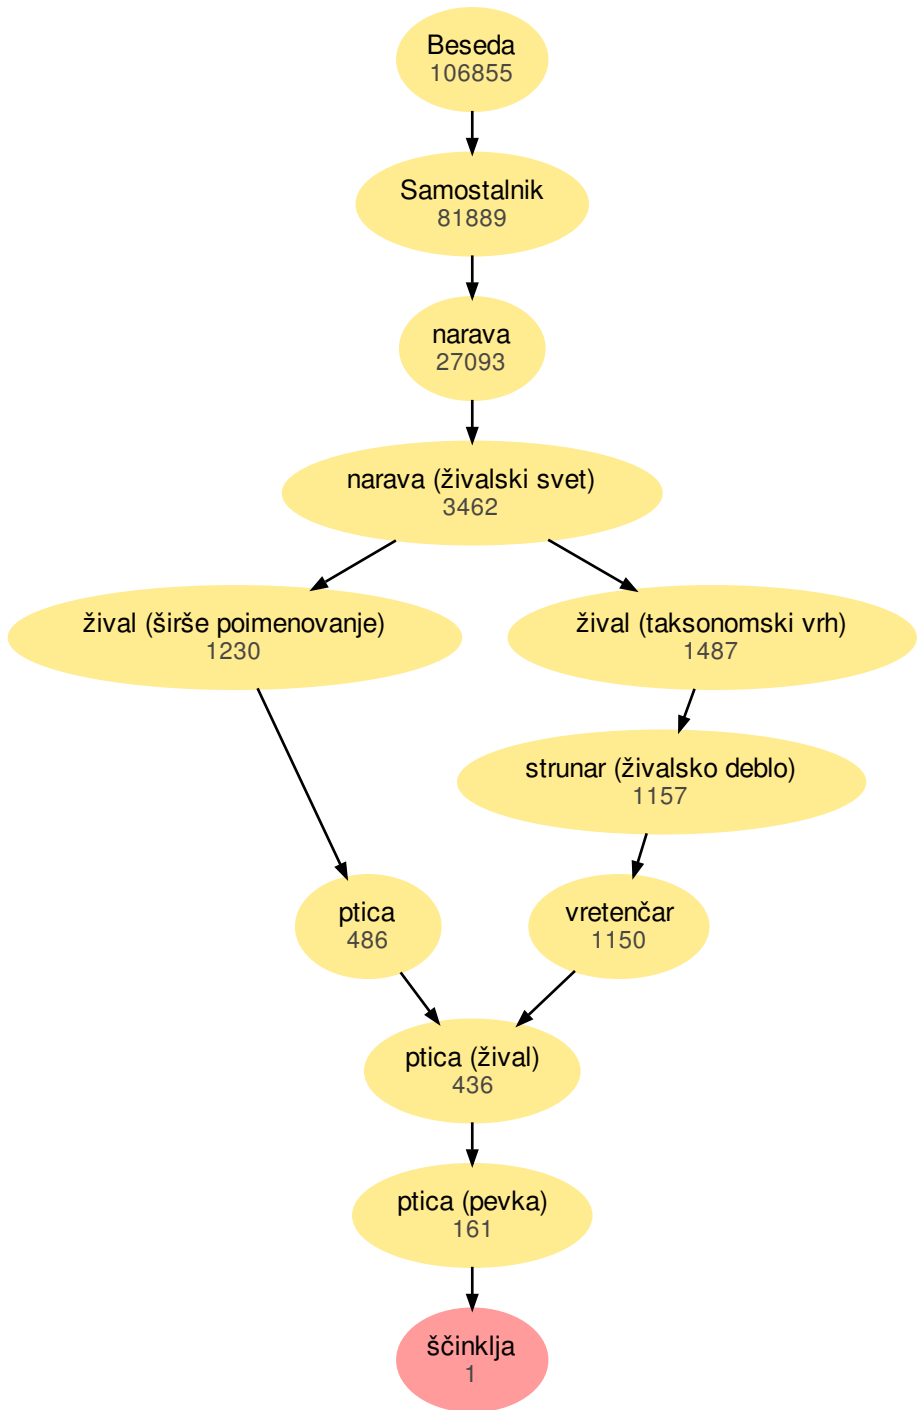 Beseda
106855
Samostalnik
81889
narava
27093
narava (živalski svet)
3462
žival (širše poimenovanje)
1230
žival (taksonomski vrh)
1487
strunar (živalsko deblo)
1157
ptica
486
vretenčar
1150
ptica (žival)
436
ptica (pevka)
161
ščinklja
1